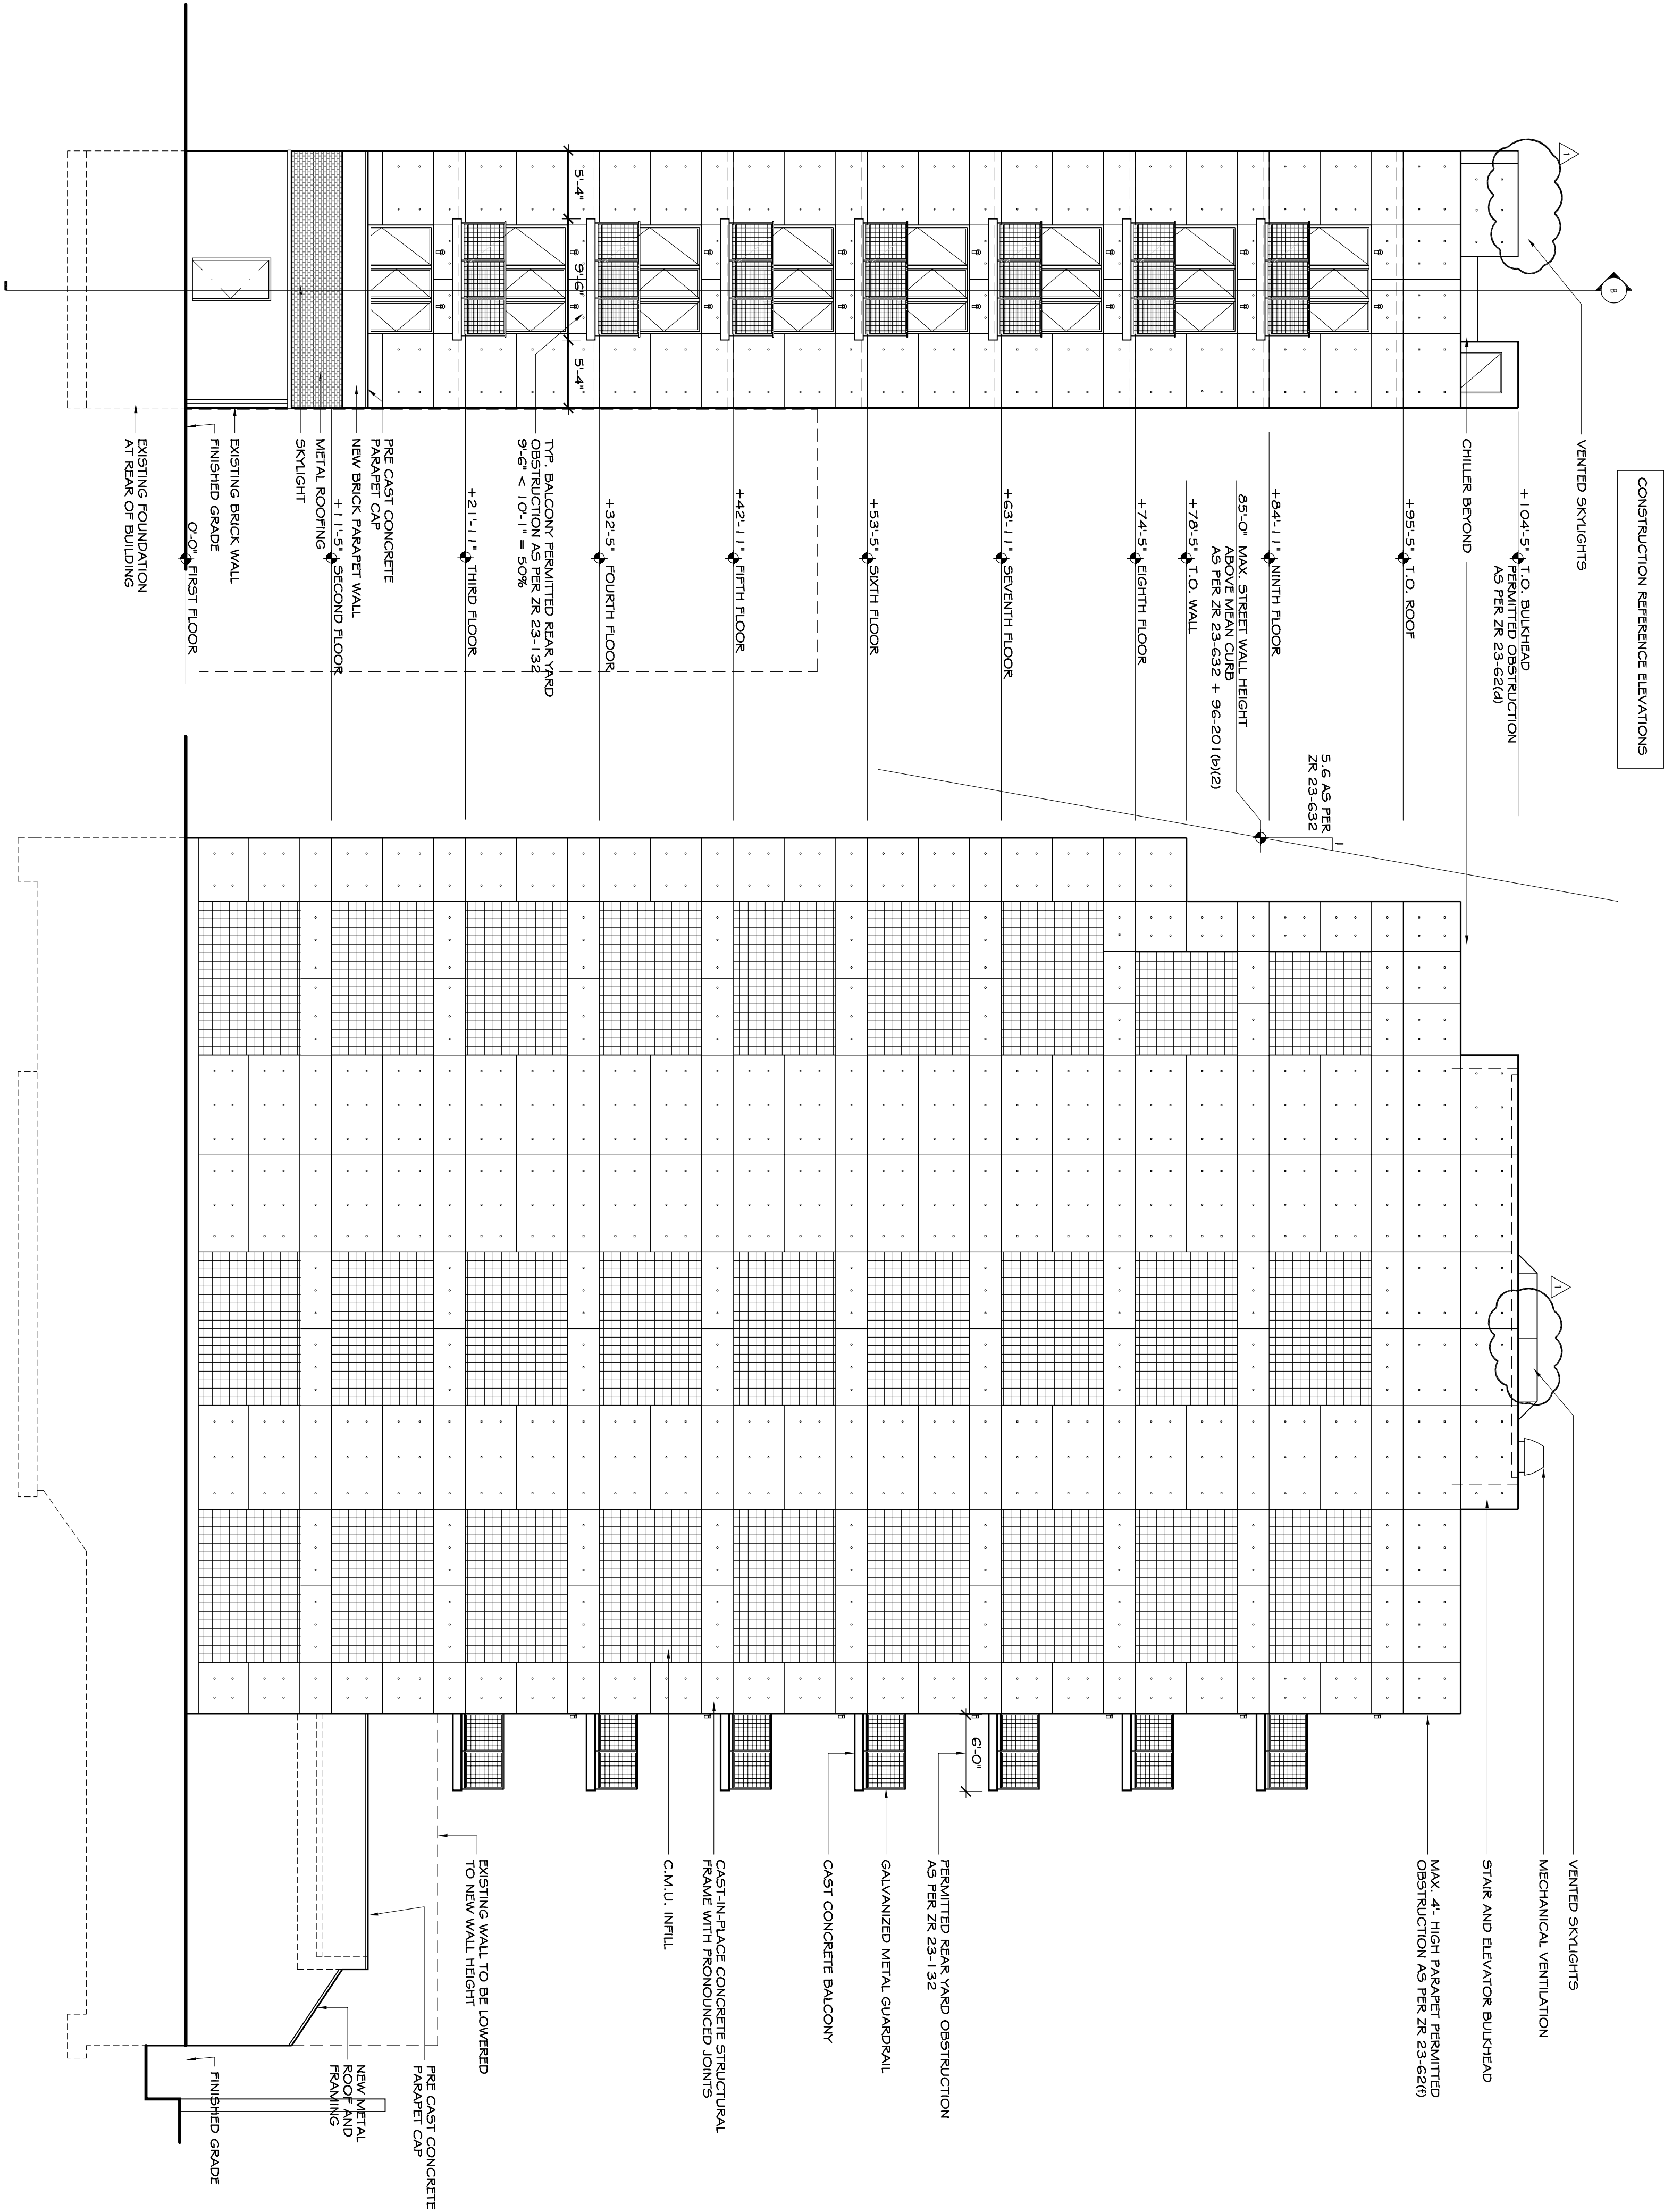 CONSTRUCTION REFERENCE ELEVATIONS
VENTED SKYLIGHTS
1
B
CHILLER BEYOND
+104'-5" T.O. BULKHEAD
PERMITTED OBSTRUCTION
AS PER ZR 23-62(d)
+95'-5" T.O. ROOF
+84'-11" NINTH FLOOR
85'-0" MAX. STREET WALL HEIGHT
ABOVE MEAN CURB
AS PER ZR 23-632 + 96-201(b)(2)
+78'-5" T.O. WALL
+74'-5" EIGHTH FLOOR
+63'-11" SEVENTH FLOOR
+53'-5" SIXTH FLOOR
+42'-11" FIFTH FLOOR
+32'-5" FOURTH FLOOR
5'-4"
9'-6"
5'-4"
TYP. BALCONY PERMITTED REAR YARD
OBSTRUCTION AS PER ZR 23-132
9'-6" < 10'-1" = 50%
+21'-11" THIRD FLOOR
PRE CAST CONCRETE
PARAPET CAP
NEW BRICK PARAPET WALL
+11'-5" SECOND FLOOR
METAL ROOFING
SKYLIGHT
EXISTING BRICK WALL
FINISHED GRADE
0'-0" FIRST FLOOR
EXISTING FOUNDATION
AT REAR OF BUILDING
5.6 AS PER
ZR 23-632
1
1
VENTED SKYLIGHTS
MECHANICAL VENTILATION
STAIR AND ELEVATOR BULKHEAD
MAX. 4'- HIGH PARAPET PERMITTED
OBSTRUCTION AS PER ZR 23-62(f)
6'-0"
PERMITTED REAR YARD OBSTRUCTION
AS PER ZR 23-132
GALVANIZED METAL GUARDRAIL
CAST CONCRETE BALCONY
CAST-IN-PLACE CONCRETE STRUCTURAL
FRAME WITH PRONOUNCED JOINTS
C.M.U. INFILL
EXISTING WALL TO BE LOWERED
TO NEW WALL HEIGHT
PRE CAST CONCRETE
PARAPET CAP
NEW METAL
ROOF AND
FRAMING
FINISHED GRADE